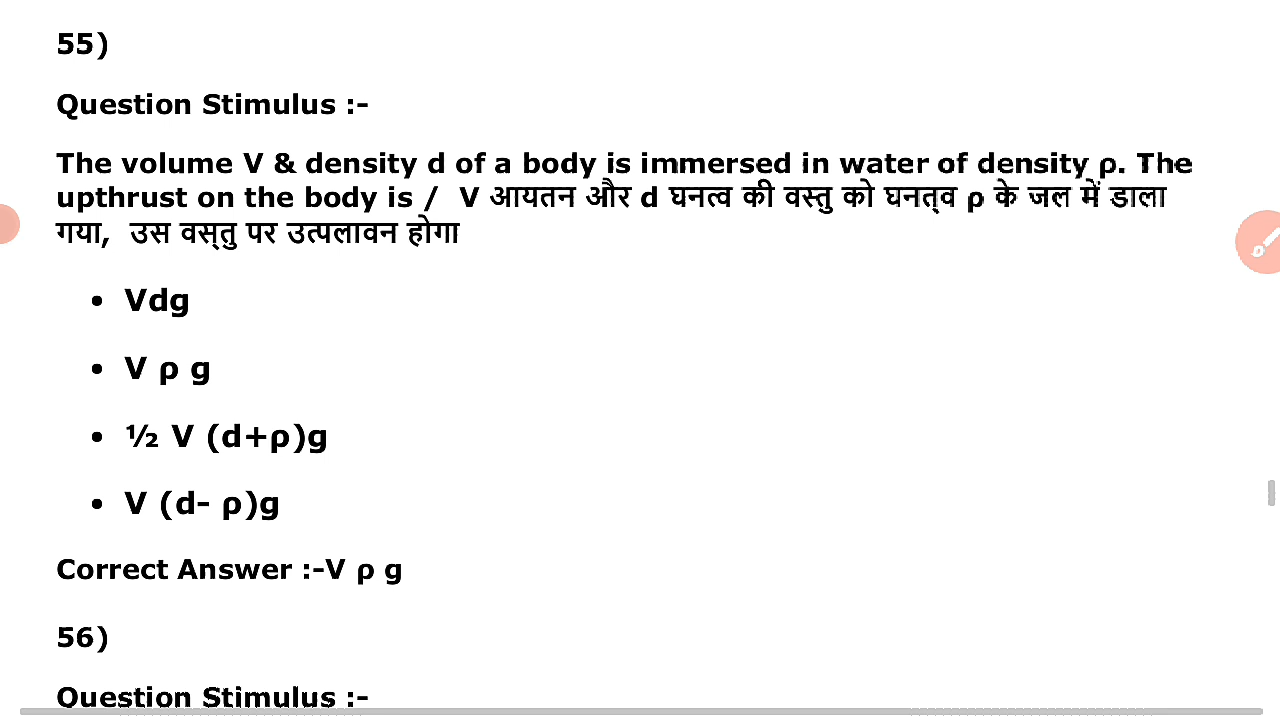 55)
Question Stimulus :-
The volume V & density d of a body is immersed in water of density ρ. The
upthrust on the body is / V आयतन और d घनत्व की वस्तु को घनत्व ρ के जल में डाला
गया, उस वस्तु पर उत्पलावन होगा
• Vdg
• V ρ g
• ½ V (d+ρ)g
• V (d- ρ)g
Correct Answer :-V ρ g
56)
Question Stimulus :-